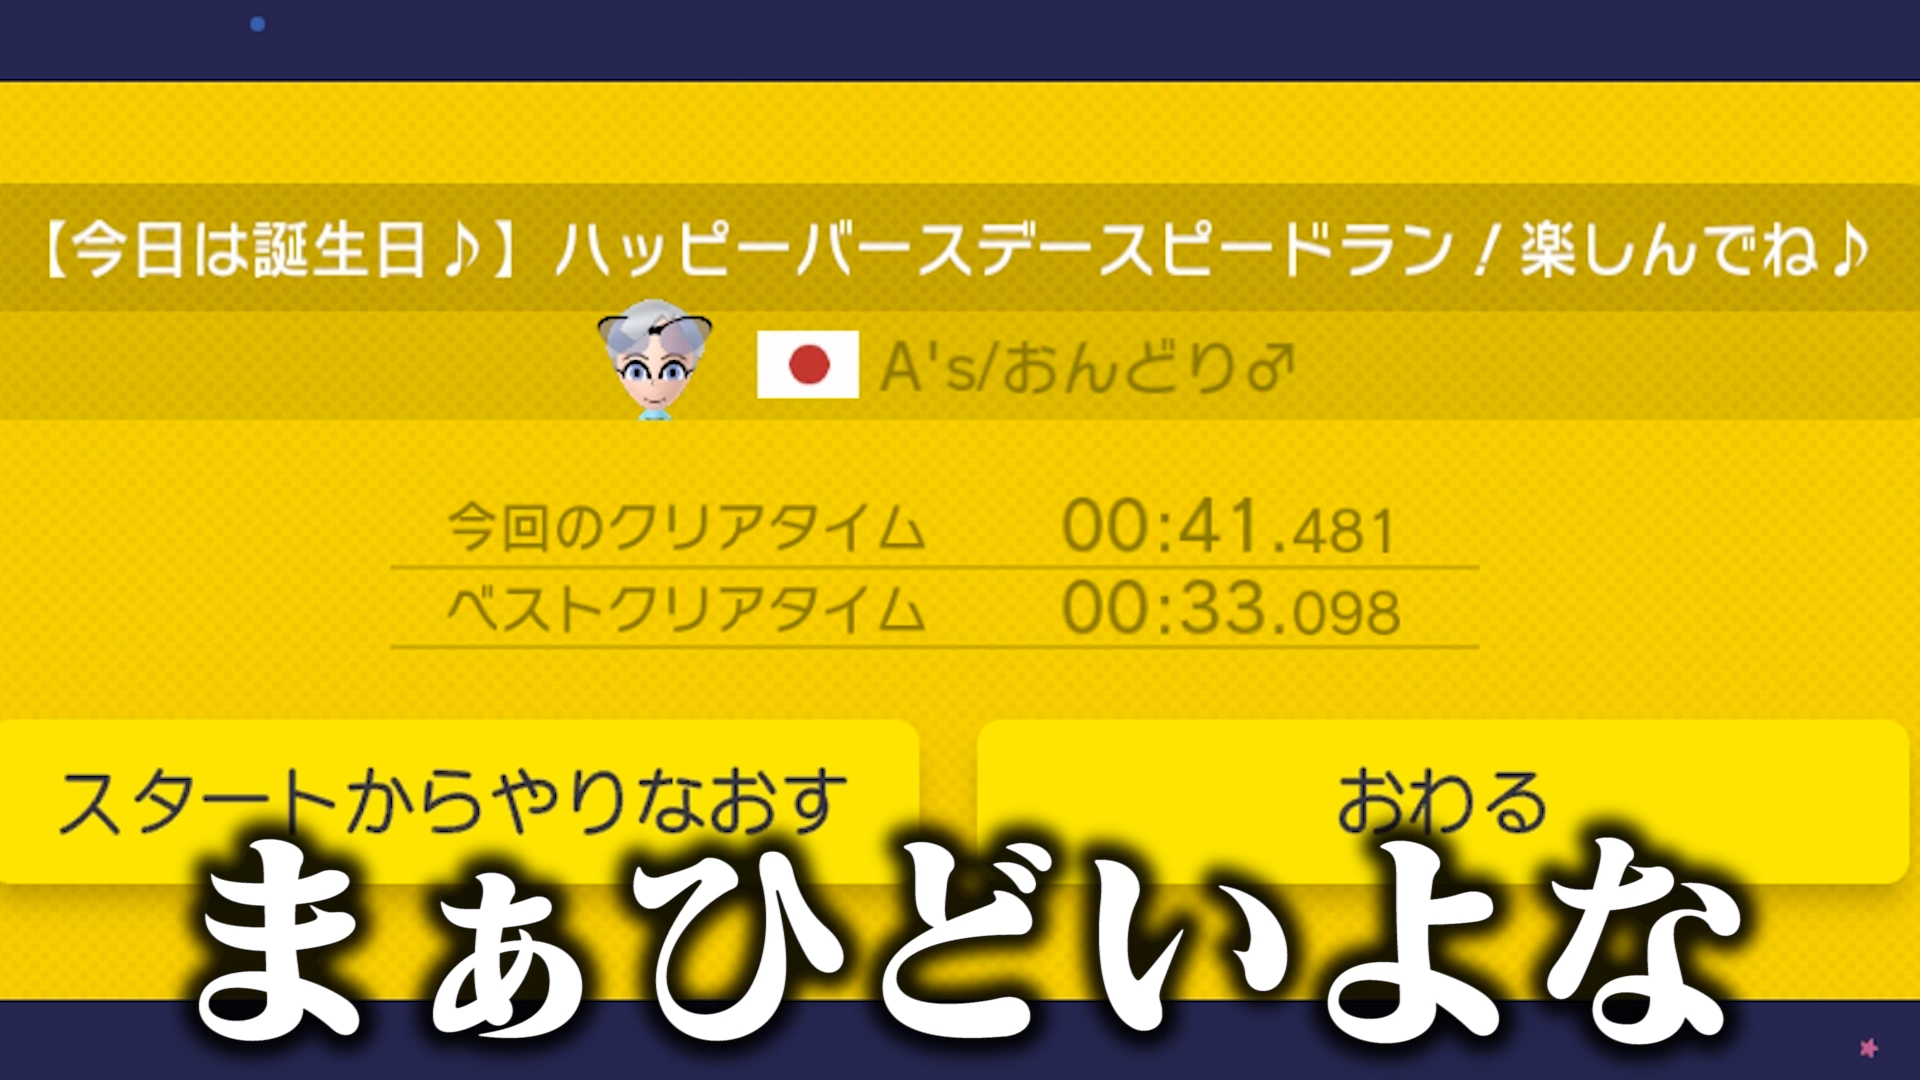 【今日は誕生日♪】ハッピーバースデースピードラン！楽しんでね♪
A's/おんどり♂
今回のクリアタイム 00:41.481
ベストクリアタイム 00:33.098
スタートからやりなおす おわる
まぁひどいよな